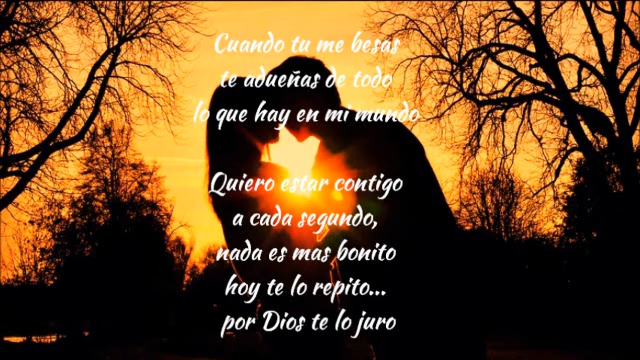 Cuando tu me besas
te adueñas de todo
lo que hay en mi mundo
Quiero estar contigo
a cada segundo,
nada es mas bonito
hoy te lo repito...
por Dios te lo juro